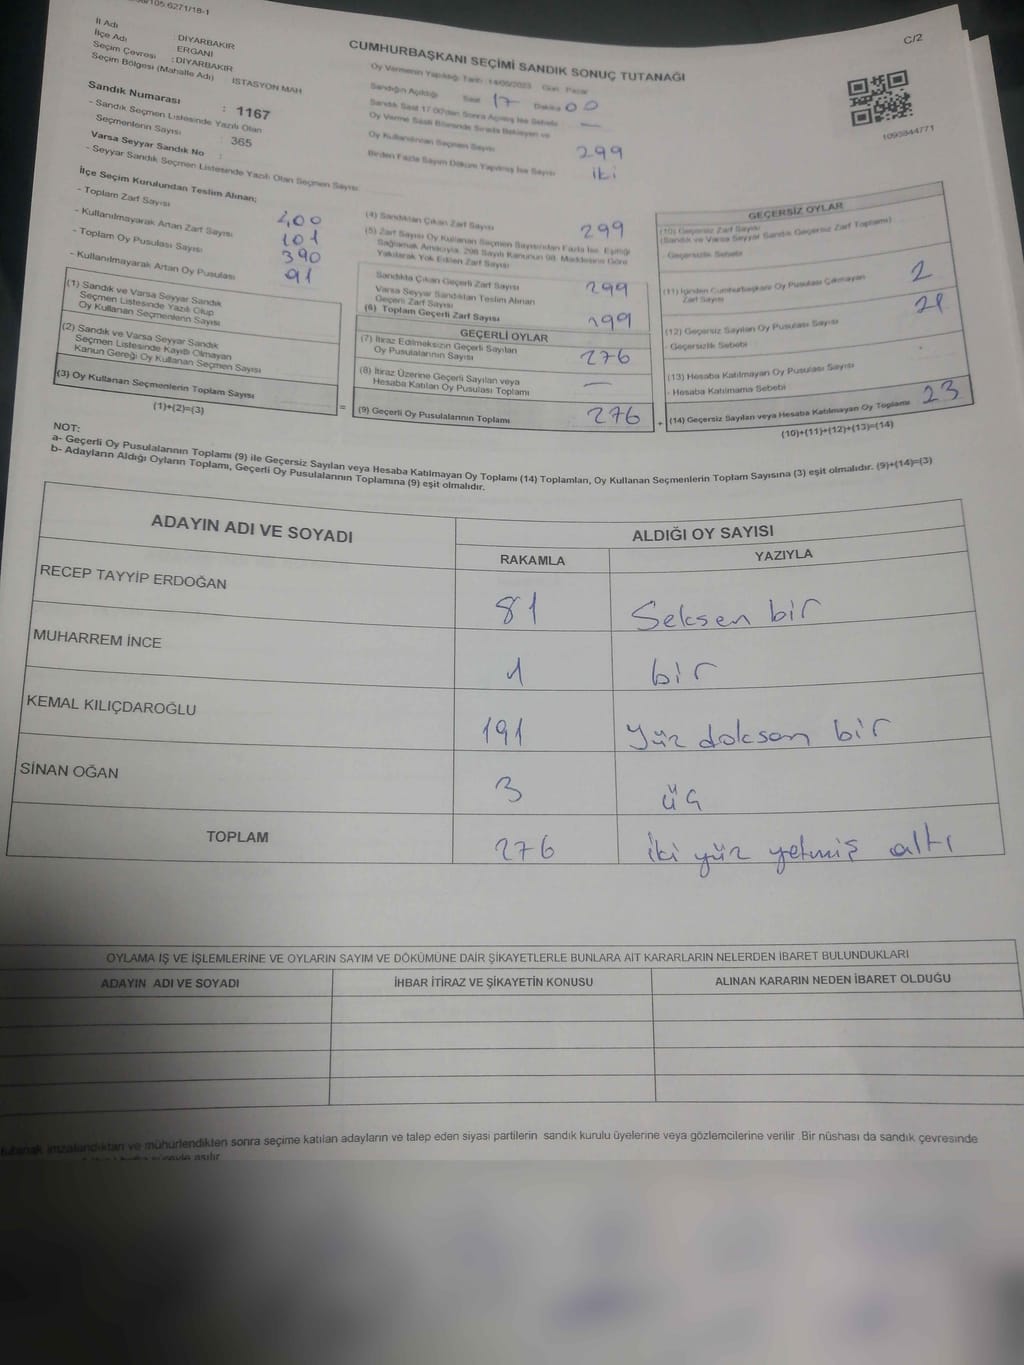 105.6271/18-1
C/2
İl Adı : DİYARBAKIR
İlçe Adı ERGANİ
Seçim Çevresi : DİYARBAKIR
Seçim Bölgesi (Mahalle Adı) İSTASYON MAH
CUMHURBAŞKANI SEÇİMİ SANDIK SONUÇ TUTANAĞI
Oy Vermenin Yapıldığı Tarih : 14/05/2023 Gün Pazar
Sandığın Açıldığı Saat 17 Dakika 00
Sandık Saat 17.00'dan Sonra Açılmış İse Sebebi —
Oy Verme Saati Bitiminde Sırada Bekleyen ve
Oy Kullandırılan Seçmen Sayısı 299
Birden Fazla Sayım Döküm Yapılmış İse Sayısı iki
1093844771
Sandık Numarası : 1167
- Sandık Seçmen Listesinde Yazılı Olan
Seçmenlerin Sayısı : 365
Varsa Seyyar Sandık No :
- Seyyar Sandık Seçmen Listesinde Yazılı Olan Seçmen Sayısı
İlçe Seçim Kurulundan Teslim Alınan;
- Toplam Zarf Sayısı 400
- Kullanılmayarak Artan Zarf Sayısı 101
- Toplam Oy Pusulası Sayısı 390
- Kullanılmayarak Artan Oy Pusulası 91
(1) Sandık ve Varsa Seyyar Sandık
Seçmen Listesinde Yazılı Olup
Oy Kullanan Seçmenlerin Sayısı
(2) Sandık ve Varsa Seyyar Sandık
Seçmen Listesinde Kayıtlı Olmayan
Kanun Gereği Oy Kullanan Seçmen Sayısı
(3) Oy Kullanan Seçmenlerin Toplam Sayısı
(1)+(2)=(3)
=
(4) Sandıktan Çıkan Zarf Sayısı 299
(5) Zarf Sayısı Oy Kullanan Seçmen Sayısından Fazla İse, Eşitliği
Sağlamak Amacıyla, 298 Sayılı Kanunun 98. Maddesine Göre
Yakılarak Yok Edilen Zarf Sayısı
Sandıkta Çıkan Geçerli Zarf Sayısı 299
Varsa Seyyar Sandıktan Teslim Alınan
Geçerli Zarf Sayısı
(6) Toplam Geçerli Zarf Sayısı 199
GEÇERLİ OYLAR
(7) İtiraz Edilmeksizin Geçerli Sayılan
Oy Pusulalarının Sayısı 276
(8) İtiraz Üzerine Geçerli Sayılan veya
Hesaba Katılan Oy Pusulası Toplamı —
(9) Geçerli Oy Pusulalarının Toplamı 276
+
GEÇERSİZ OYLAR
(10) Geçersiz Zarf Sayısı
(Sandık ve Varsa Seyyar Sandık Geçersiz Zarf Toplamı)
- Geçersizlik Sebebi
(11) İçinden Cumhurbaşkanı Oy Pusulası Çıkmayan
Zarf Sayısı 2
(12) Geçersiz Sayılan Oy Pusulası Sayısı 21
- Geçersizlik Sebebi
(13) Hesaba Katılmayan Oy Pusulası Sayısı
- Hesaba Katılmama Sebebi
(14) Geçersiz Sayılan veya Hesaba Katılmayan Oy Toplamı 23
(10)+(11)+(12)+(13)=(14)
NOT:
a- Geçerli Oy Pusulalarının Toplamı (9) ile Geçersiz Sayılan veya Hesaba Katılmayan Oy Toplamı (14) Toplamları, Oy Kullanan Seçmenlerin Toplam Sayısına (3) eşit olmalıdır. (9)+(14)=(3)
b- Adayların Aldığı Oyların Toplamı, Geçerli Oy Pusulalarının Toplamına (9) eşit olmalıdır.
ADAYIN ADI VE SOYADI
ALDIĞI OY SAYISI
RAKAMLA YAZIYLA
RECEP TAYYİP ERDOĞAN 81 Seksen bir
MUHARREM İNCE 1 bir
KEMAL KILIÇDAROĞLU 191 Yüz doksan bir
SİNAN OĞAN 3 üç
TOPLAM 276 iki yüz yetmiş altı
OYLAMA İŞ VE İŞLEMLERİNE VE OYLARIN SAYIM VE DÖKÜMÜNE DAİR ŞİKAYETLERLE BUNLARA AİT KARARLARIN NELERDEN İBARET BULUNDUKLARI
ADAYIN ADI VE SOYADI İHBAR İTİRAZ VE ŞİKAYETİN KONUSU ALINAN KARARIN NEDEN İBARET OLDUĞU
tutanak imzalandıktan ve mühürlendikten sonra seçime katılan adayların ve talep eden siyasi partilerin sandık kurulu üyelerine veya gözlemcilerine verilir. Bir nüshası da sandık çevresinde
asılır